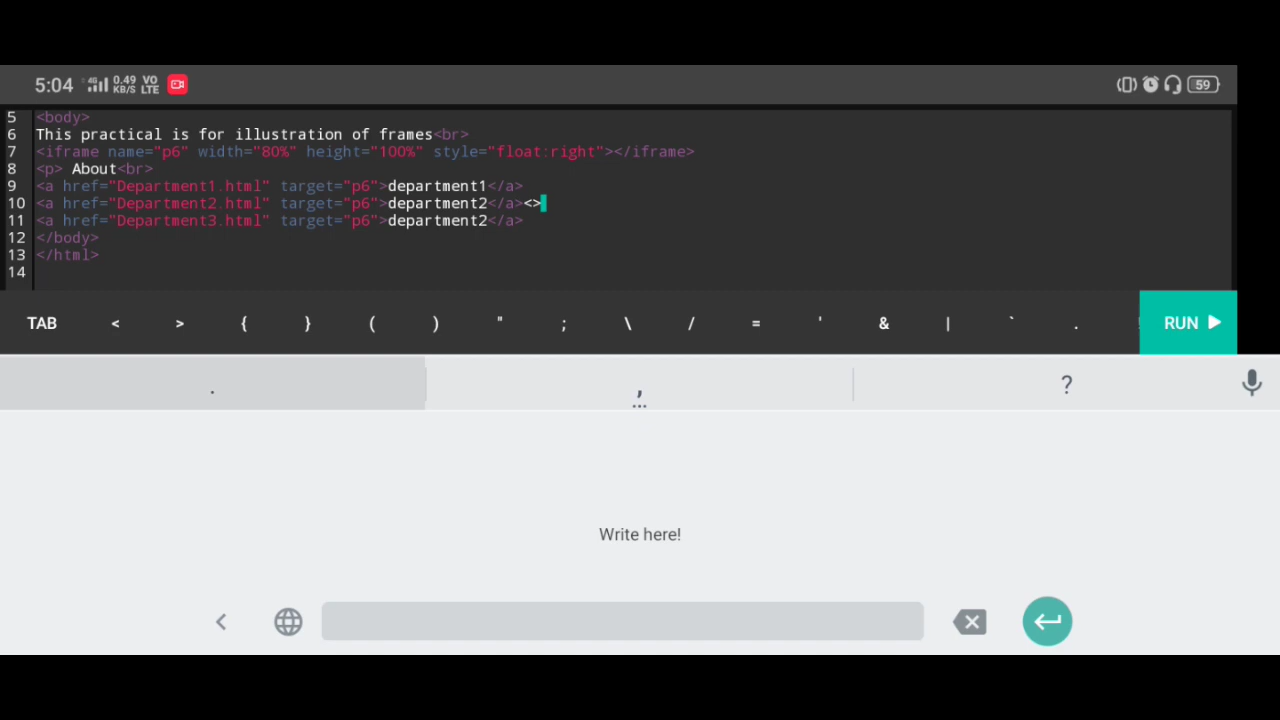 5:04 4G 0.49 KB/S VO LTE 59
5 <body>
6 This practical is for illustration of frames<br>
7 <iframe name="p6" width="80%" height="100%" style="float:right"></iframe>
8 <p> About<br>
9 <a href="Department1.html" target="p6">department1</a>
10 <a href="Department2.html" target="p6">department2</a><>
11 <a href="Department3.html" target="p6">department2</a>
12 </body>
13 </html>
14
TAB < > { } ( ) " ; \ / = ' & | ` . RUN
. , ?
Write here!